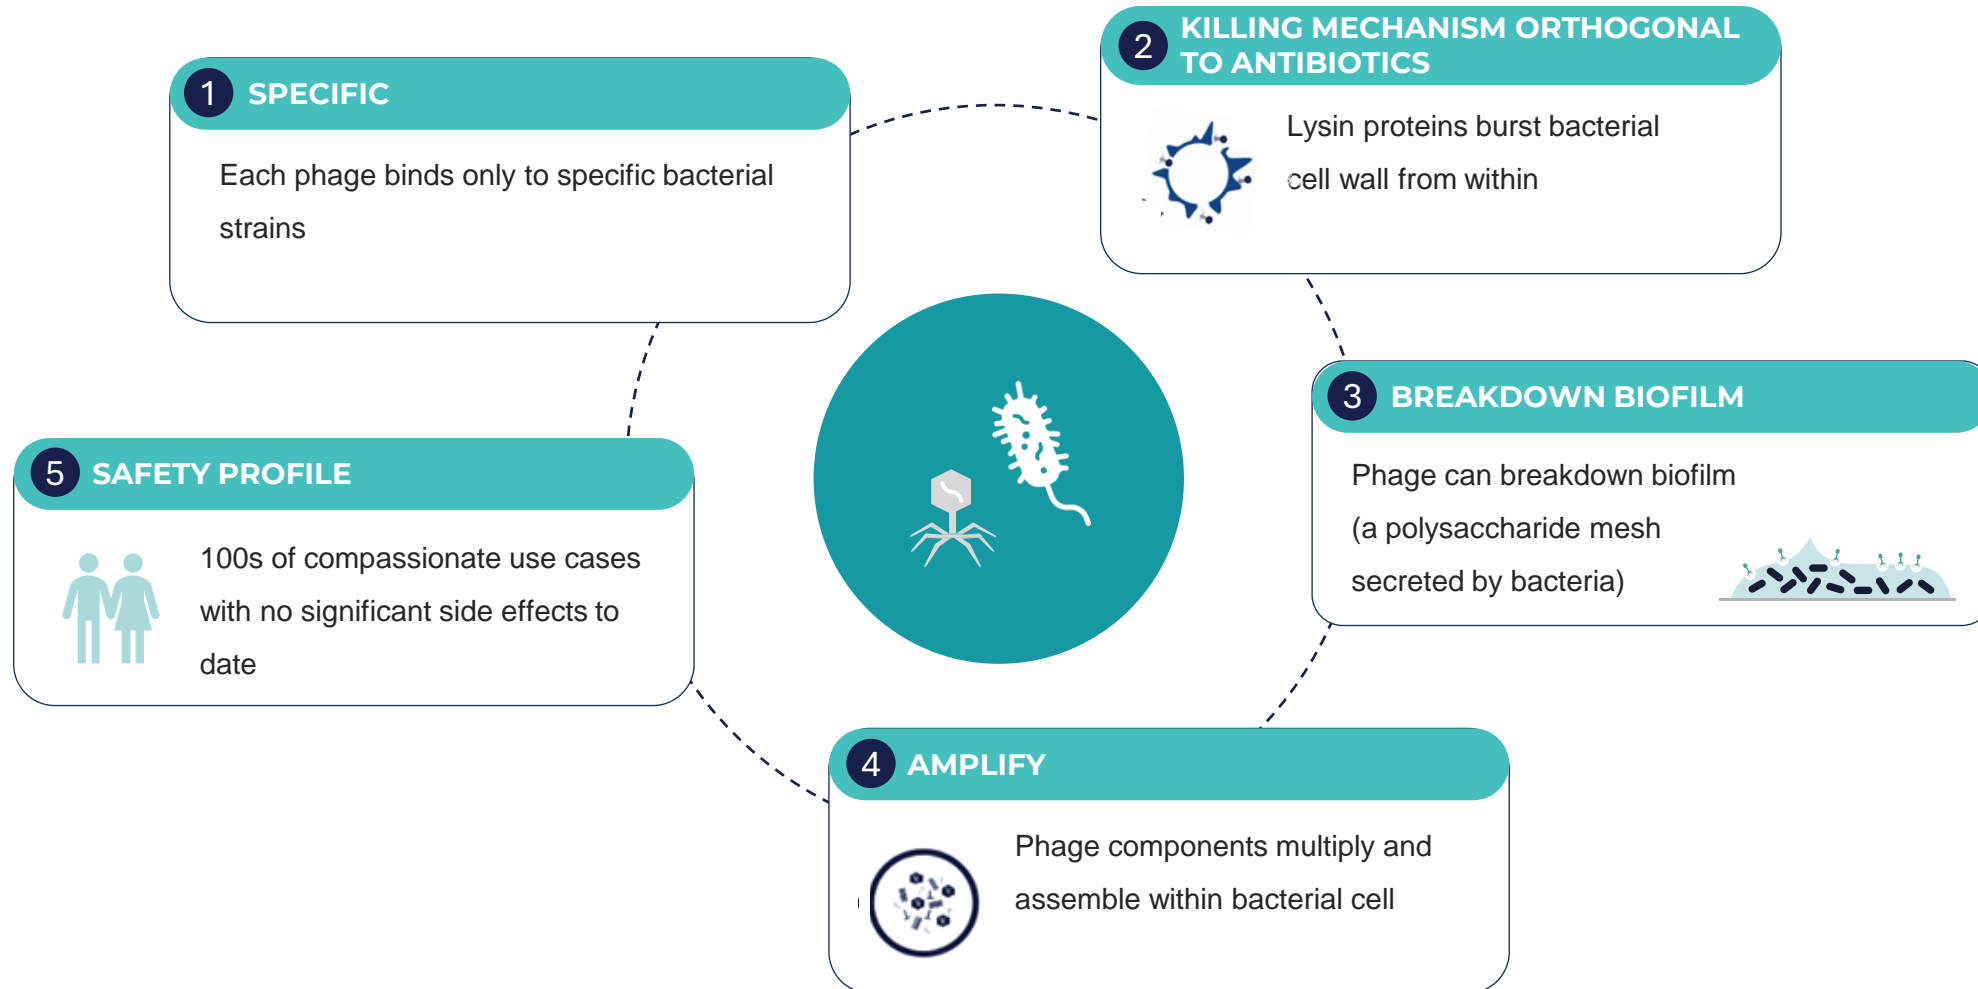 1 SPECIFIC
Each phage binds only to specific bacterial
strains
2 KILLING MECHANISM ORTHOGONAL
TO ANTIBIOTICS
Lysin proteins burst bacterial
cell wall from within
3 BREAKDOWN BIOFILM
Phage can breakdown biofilm
(a polysaccharide mesh
secreted by bacteria)
4 AMPLIFY
Phage components multiply and
assemble within bacterial cell
5 SAFETY PROFILE
100s of compassionate use cases
with no significant side effects to
date